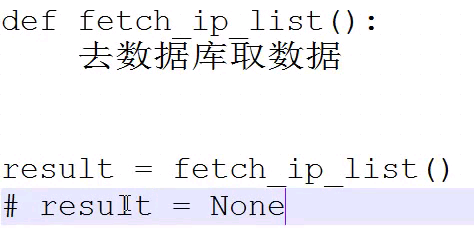 def fetch_ip_list():
    去数据库取数据
result = fetch_ip_list()
# result = None